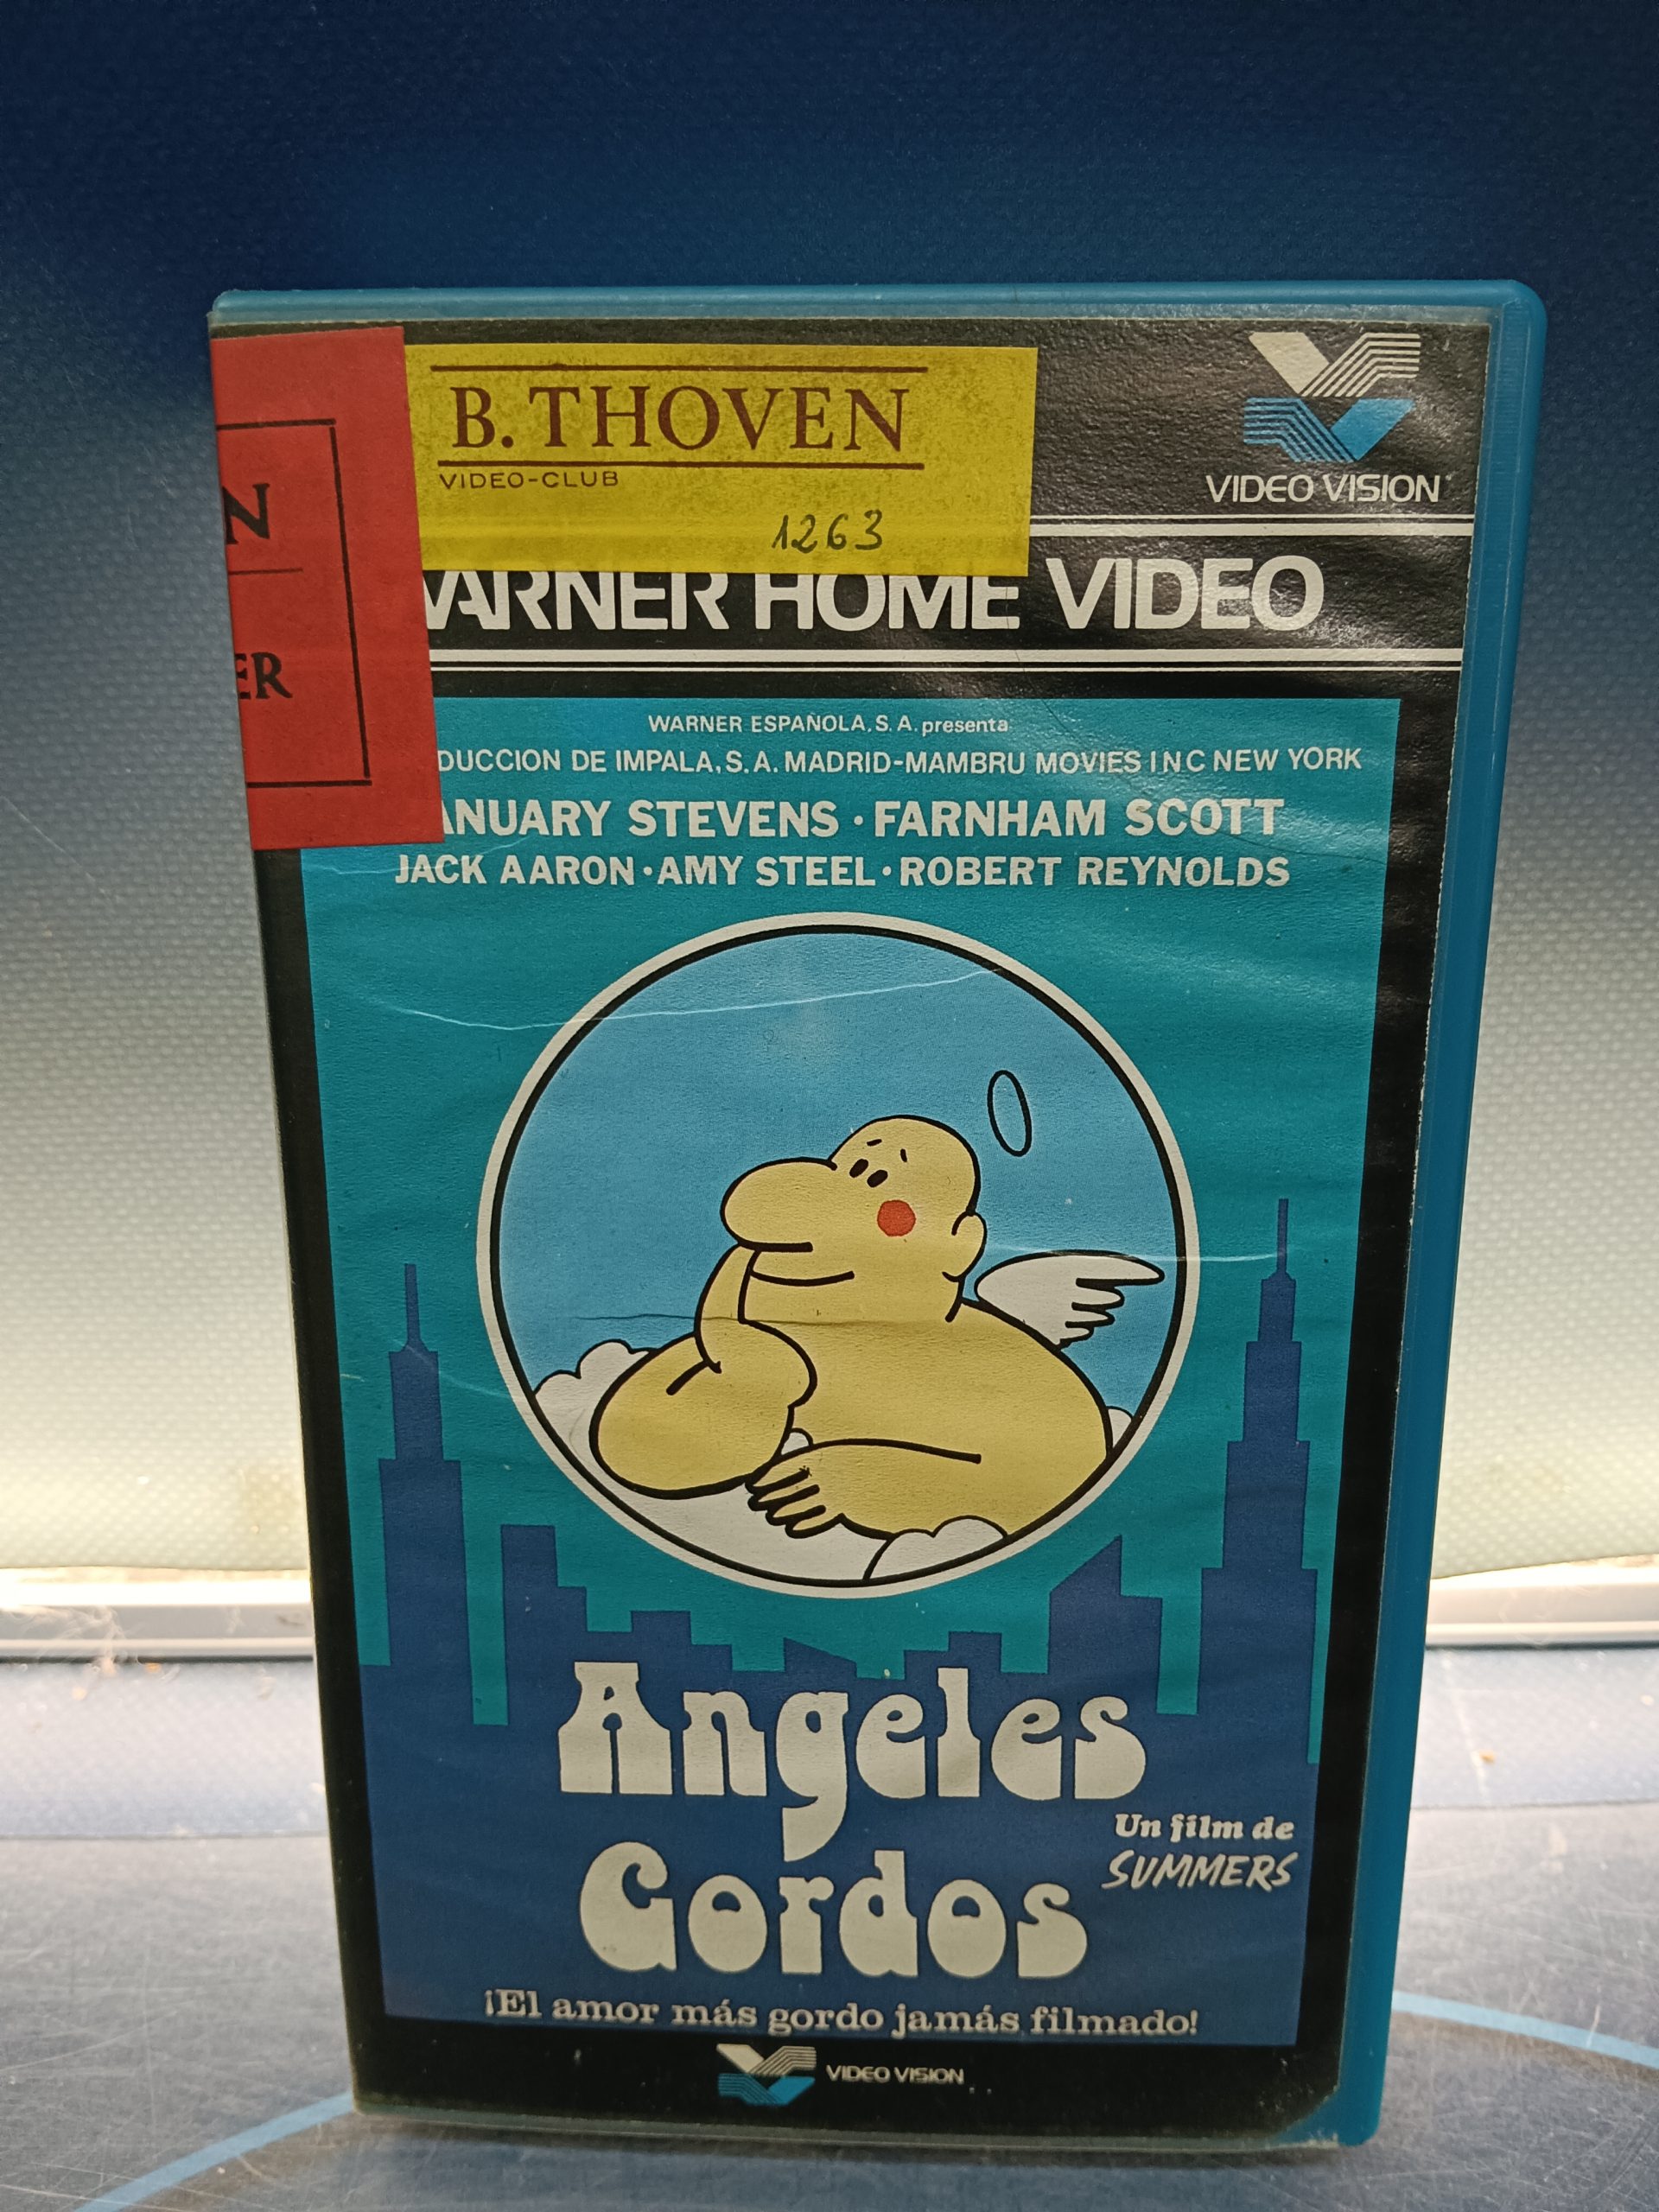 B.THOVEN
VIDEO-CLUB
1263
N
ER
VIDEO VISION
WARNER HOME VIDEO
WARNER ESPAÑOLA, S. A. presenta
DUCCION DE IMPALA, S. A. MADRID-MAMBRU MOVIES INC NEW YORK
ANUARY STEVENS · FARNHAM SCOTT
JACK AARON · AMY STEEL · ROBERT REYNOLDS
Angeles
Gordos
Un film de
SUMMERS
¡El amor más gordo jamás filmado!
VIDEO VISION